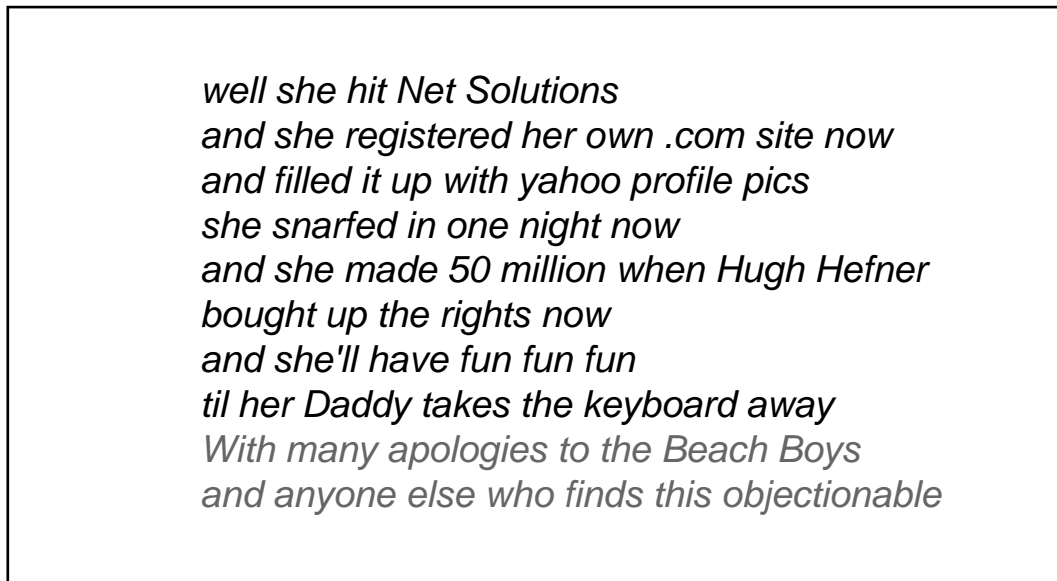 well she hit Net Solutions
and she registered her own .com site now
and filled it up with yahoo profile pics
she snarfed in one night now
and she made 50 million when Hugh Hefner
bought up the rights now
and she'll have fun fun fun
til her Daddy takes the keyboard away
With many apologies to the Beach Boys
and anyone else who finds this objectionable